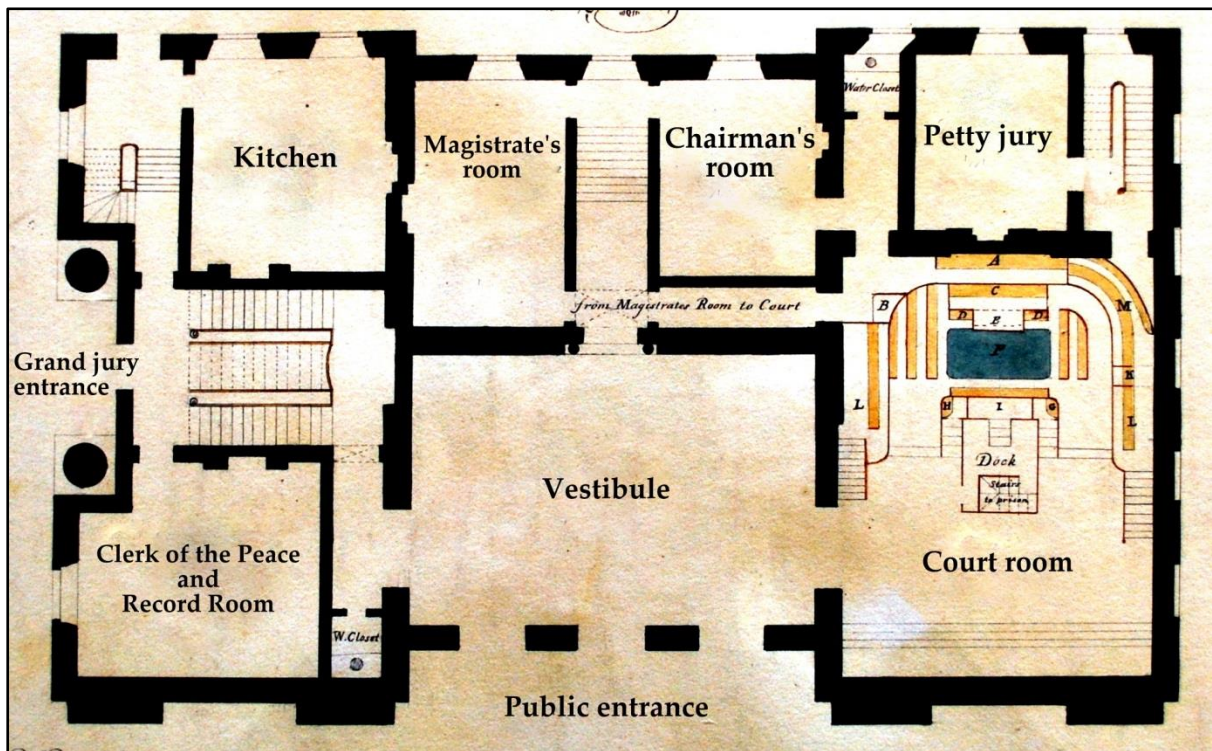 Water Closet
Kitchen
Magistrate's
room
Chairman's
room
Petty jury
from Magistrates Room to Court
A
B
C
M
D
E
D
F
K
Grand jury
entrance
L
H
I
G
L
Dock
Stairs
to prison
Vestibule
Court room
Clerk of the Peace
and
Record Room
W. Closet
Public entrance